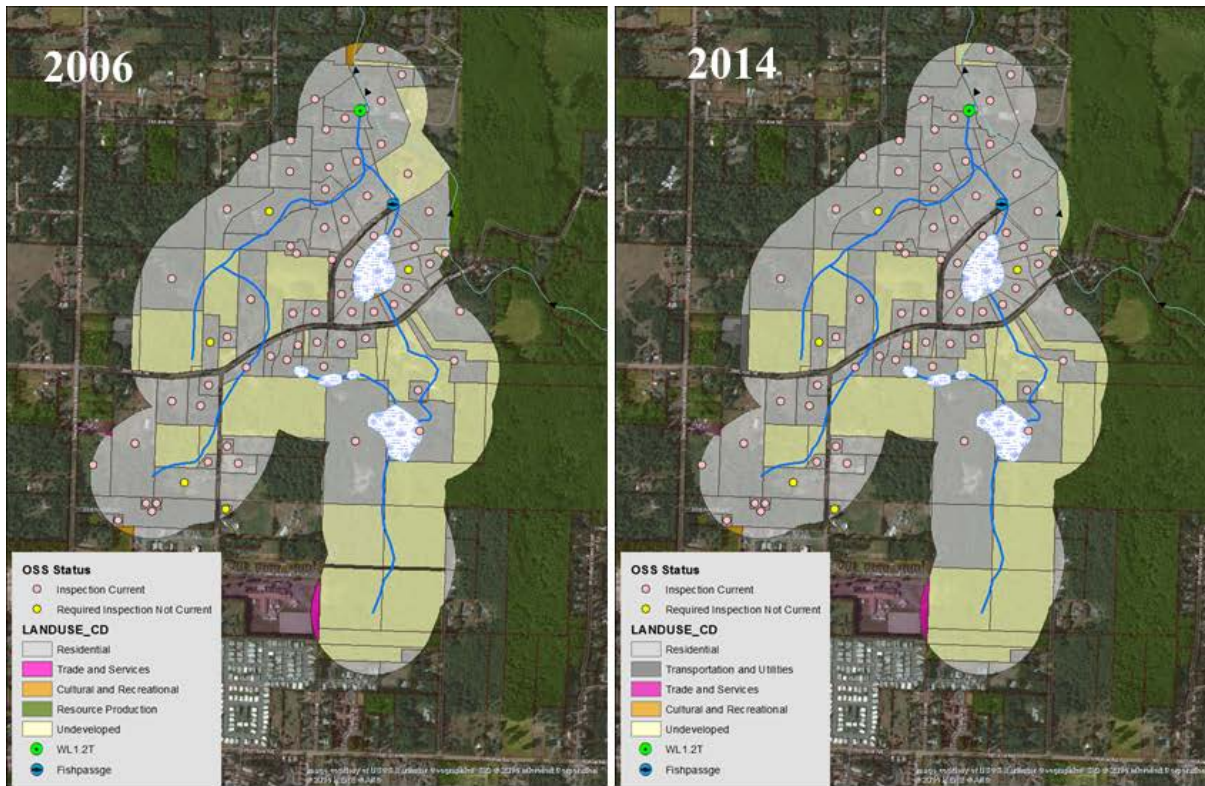 2006
OSS Status
Inspection Current
Required Inspection Not Current
LANDUSE_CD
Residential
Trade and Services
Cultural and Recreational
Resource Production
Undeveloped
WL1.2T
Fishpassge
2014
OSS Status
Inspection Current
Required Inspection Not Current
LANDUSE_CD
Residential
Transportation and Utilities
Trade and Services
Cultural and Recreational
Undeveloped
WL1.2T
Fishpassge